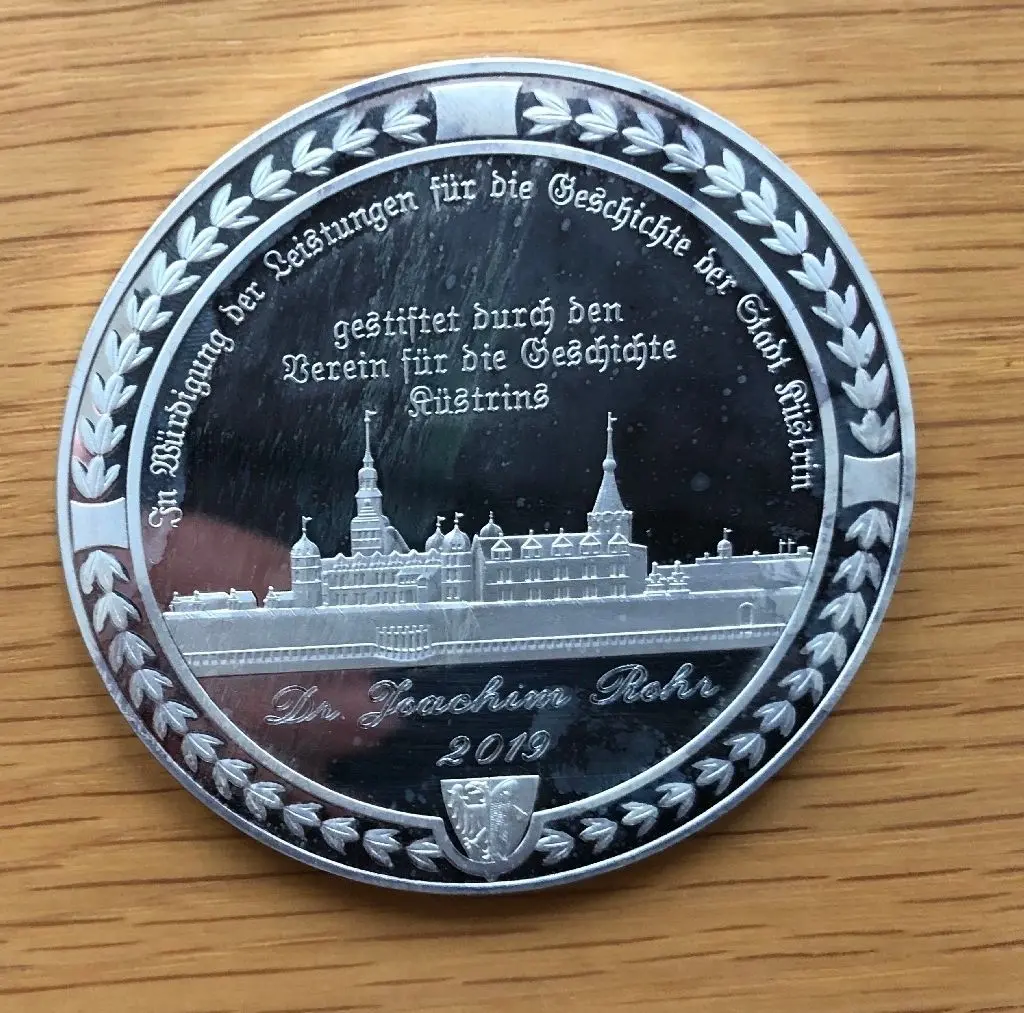 In Würdigung der Leistungen für die Geschichte der Stadt Küstrin
gestiftet durch den
Verein für die Geschichte
Küstrins
Dr. Joachim Rohr
2019